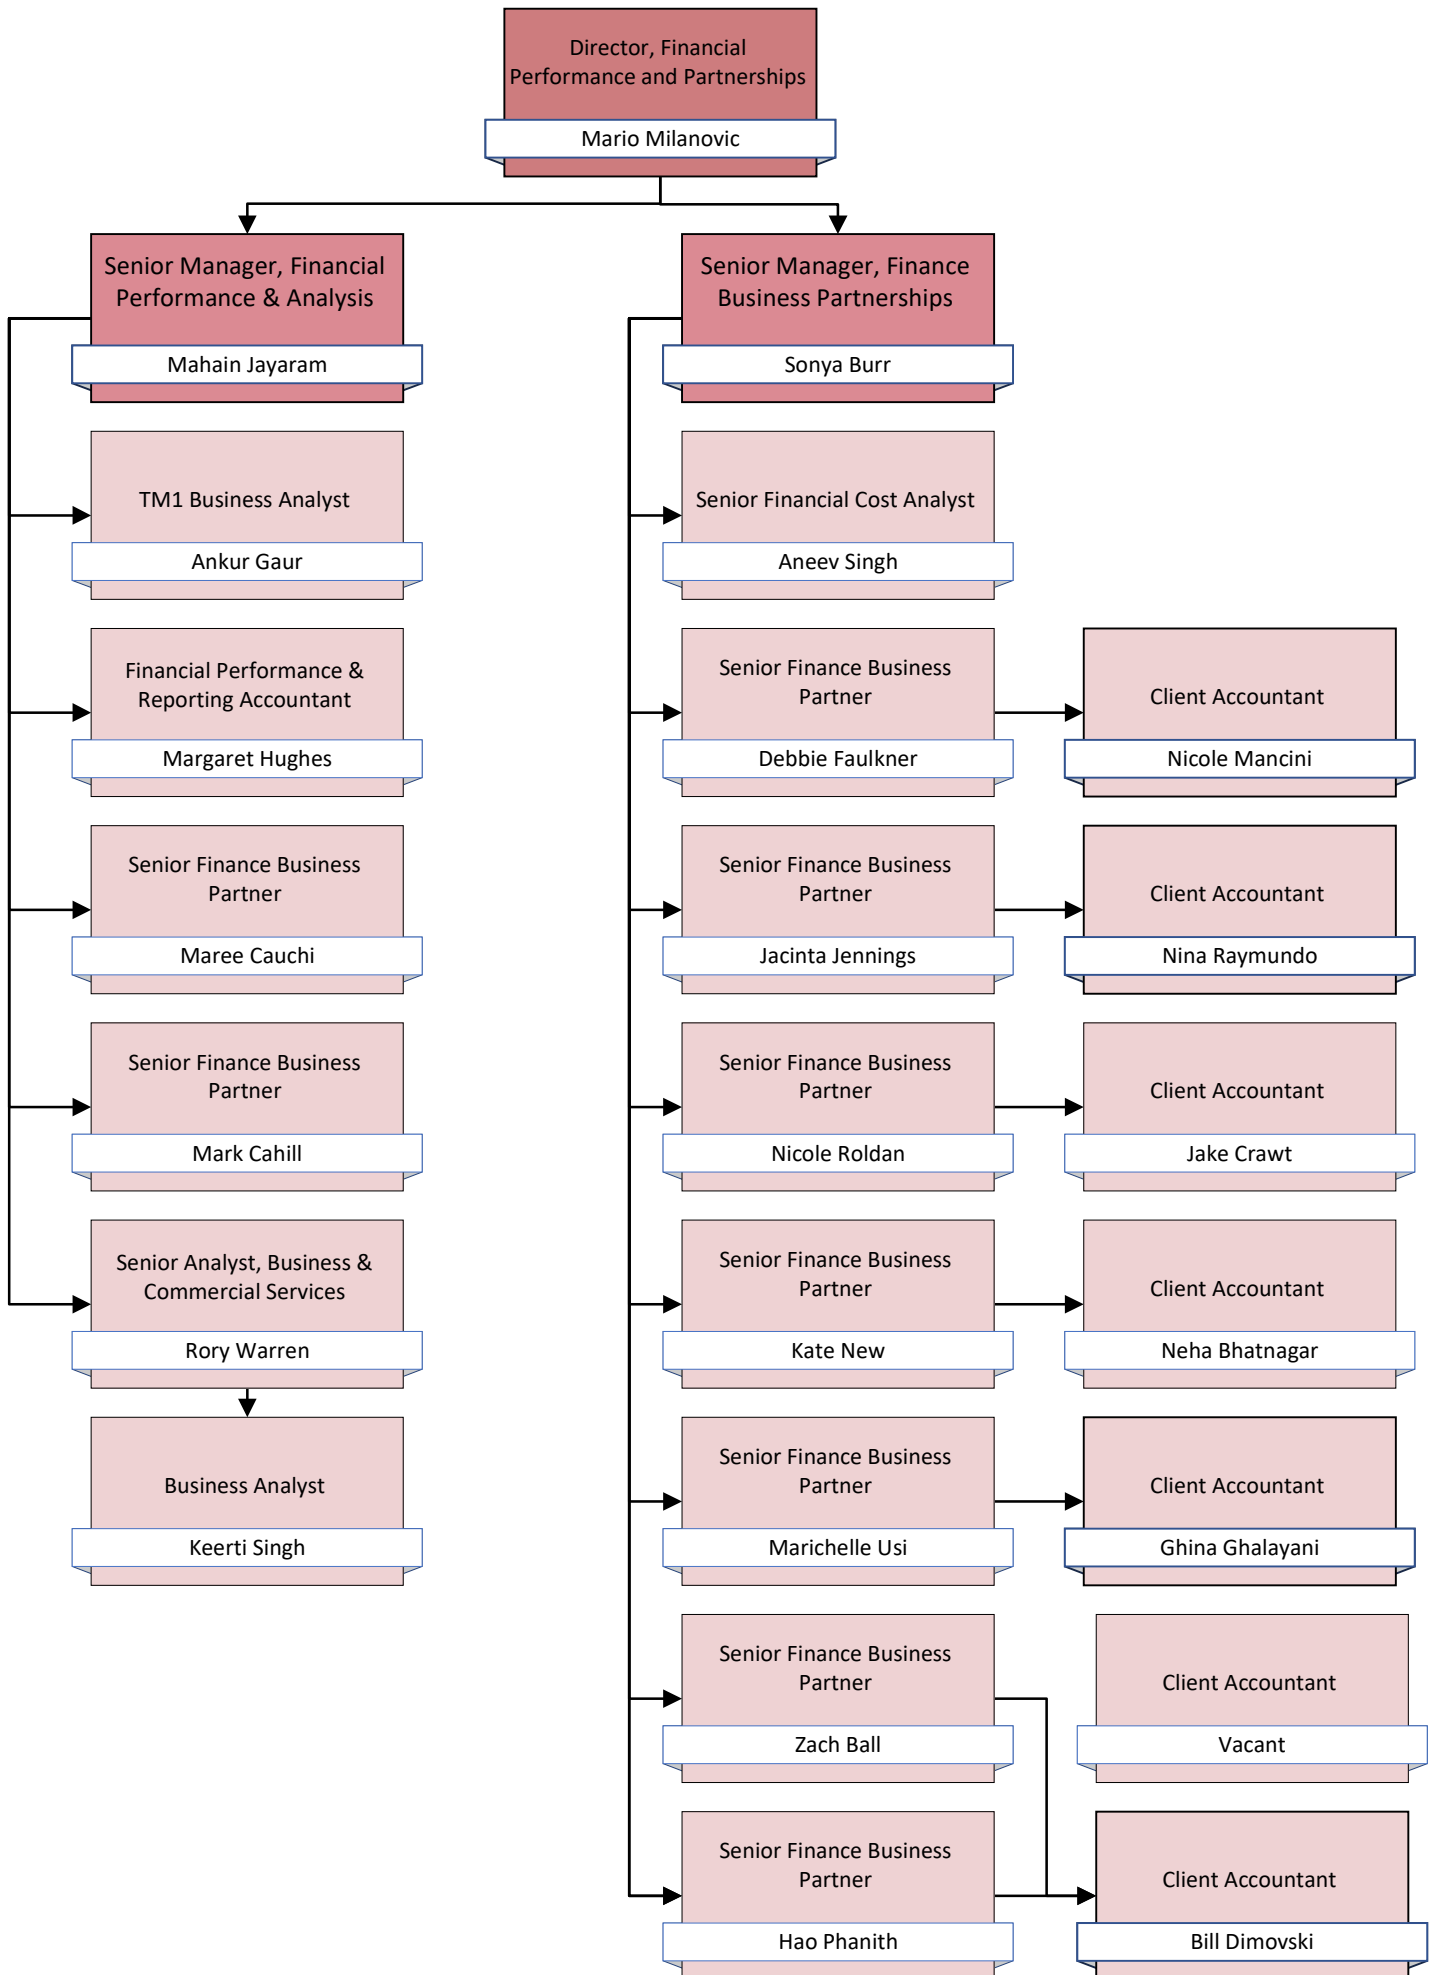 Director, Financial
Performance and Partnerships
Mario Milanovic
Senior Manager, Financial
Performance & Analysis
Mahain Jayaram
Senior Manager, Finance
Business Partnerships
Sonya Burr
TM1 Business Analyst
Ankur Gaur
Senior Financial Cost Analyst
Aneev Singh
Financial Performance &
Reporting Accountant
Margaret Hughes
Senior Finance Business
Partner
Debbie Faulkner
Client Accountant
Nicole Mancini
Senior Finance Business
Partner
Maree Cauchi
Senior Finance Business
Partner
Jacinta Jennings
Client Accountant
Nina Raymundo
Senior Finance Business
Partner
Mark Cahill
Senior Finance Business
Partner
Nicole Roldan
Client Accountant
Jake Crawt
Senior Analyst, Business &
Commercial Services
Rory Warren
Senior Finance Business
Partner
Kate New
Client Accountant
Neha Bhatnagar
Business Analyst
Keerti Singh
Senior Finance Business
Partner
Marichelle Usi
Client Accountant
Ghina Ghalayani
Senior Finance Business
Partner
Zach Ball
Client Accountant
Vacant
Senior Finance Business
Partner
Hao Phanith
Client Accountant
Bill Dimovski